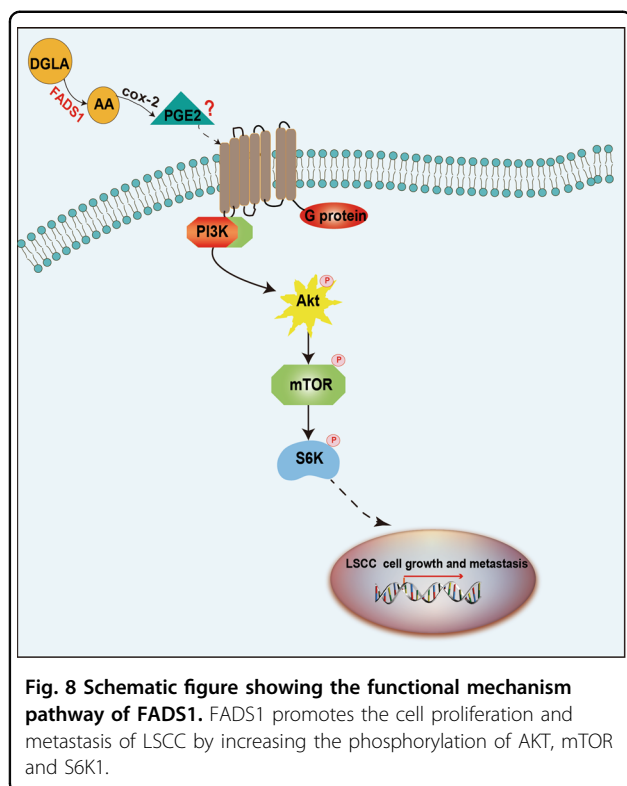 DGLA
FADS1
AA
cox-2
PGE2
?
PI3K
G protein
P
Akt
P
mTOR
P
S6K
LSCC cell growth and metastasis
Fig. 8 Schematic figure showing the functional mechanism
pathway of FADS1. FADS1 promotes the cell proliferation and
metastasis of LSCC by increasing the phosphorylation of AKT, mTOR
and S6K1.